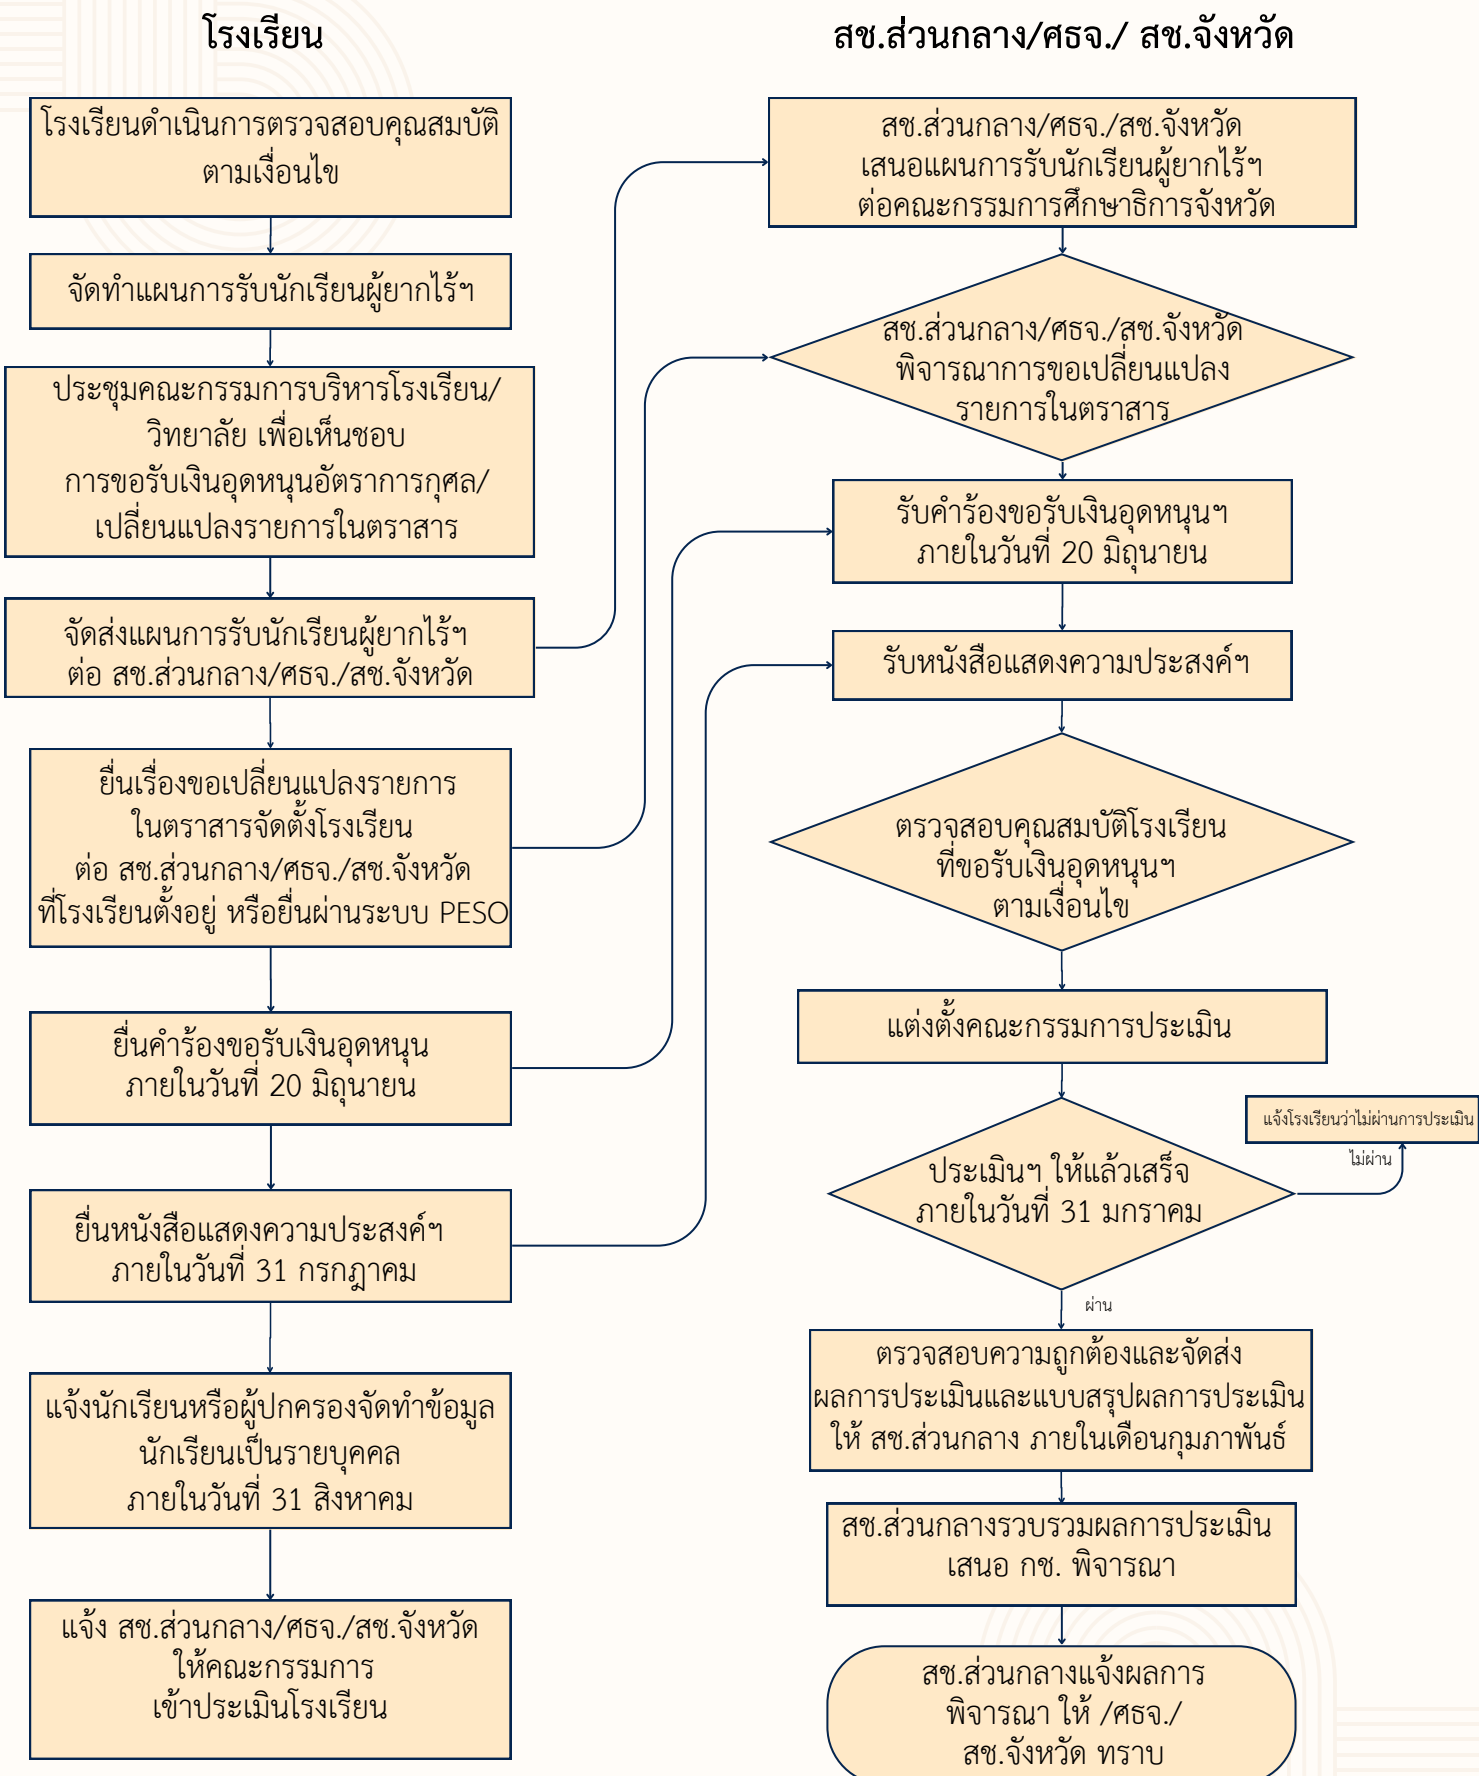 โรงเรียน
โรงเรียนดำเนินการตรวจสอบคุณสมบัติ
ตามเงื่อนไข
จัดทำแผนการรับนักเรียนผู้ยากไร้ฯ
ประชุมคณะกรรมการบริหารโรงเรียน/
วิทยาลัย เพื่อเห็นชอบ
การขอรับเงินอุดหนุนอัตราการกุศล/
เปลี่ยนแปลงรายการในตราสาร
จัดส่งแผนการรับนักเรียนผู้ยากไร้ฯ
ต่อ สช.ส่วนกลาง/ศธจ./สช.จังหวัด
ยื่นเรื่องขอเปลี่ยนแปลงรายการ
ในตราสารจัดตั้งโรงเรียน
ต่อ สช.ส่วนกลาง/ศธจ./สช.จังหวัด
ที่โรงเรียนตั้งอยู่ หรือยื่นผ่านระบบ PESO
ยื่นคำร้องขอรับเงินอุดหนุน
ภายในวันที่ 20 มิถุนายน
ยื่นหนังสือแสดงความประสงค์ฯ
ภายในวันที่ 31 กรกฎาคม
แจ้งนักเรียนหรือผู้ปกครองจัดทำข้อมูล
นักเรียนเป็นรายบุคคล
ภายในวันที่ 31 สิงหาคม
แจ้ง สช.ส่วนกลาง/ศธจ./สช.จังหวัด
ให้คณะกรรมการ
เข้าประเมินโรงเรียน
สช.ส่วนกลาง/ศธจ./ สช.จังหวัด
สช.ส่วนกลาง/ศธจ./สช.จังหวัด
เสนอแผนการรับนักเรียนผู้ยากไร้ฯ
ต่อคณะกรรมการศึกษาธิการจังหวัด
สช.ส่วนกลาง/ศธจ./สช.จังหวัด
พิจารณาการขอเปลี่ยนแปลง
รายการในตราสาร
รับคำร้องขอรับเงินอุดหนุนฯ
ภายในวันที่ 20 มิถุนายน
รับหนังสือแสดงความประสงค์ฯ
ตรวจสอบคุณสมบัติโรงเรียน
ที่ขอรับเงินอุดหนุนฯ
ตามเงื่อนไข
แต่งตั้งคณะกรรมการประเมิน
ประเมินฯ ให้แล้วเสร็จ
ภายในวันที่ 31 มกราคม
แจ้งโรงเรียนว่าไม่ผ่านการประเมิน
ไม่ผ่าน
ผ่าน
ตรวจสอบความถูกต้องและจัดส่ง
ผลการประเมินและแบบสรุปผลการประเมิน
ให้ สช.ส่วนกลาง ภายในเดือนกุมภาพันธ์
สช.ส่วนกลางรวบรวมผลการประเมิน
เสนอ กช. พิจารณา
สช.ส่วนกลางแจ้งผลการ
พิจารณา ให้ /ศธจ./
สช.จังหวัด ทราบ